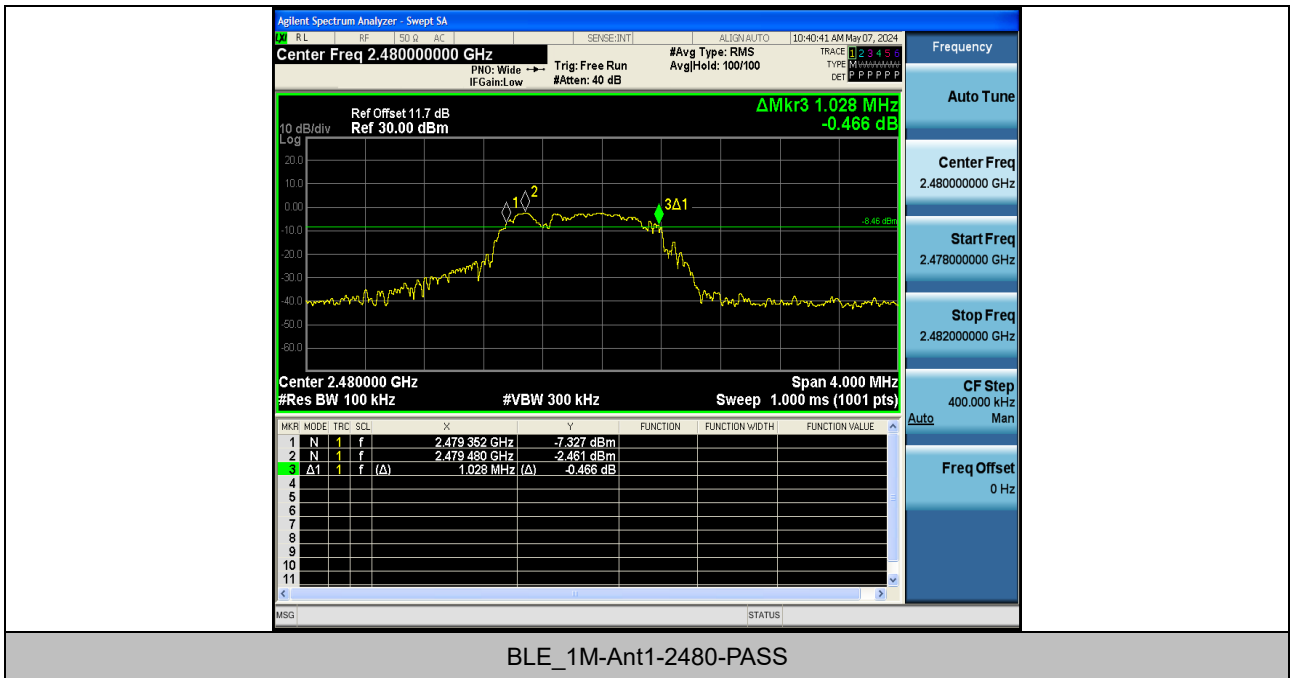 Agilent Spectrum Analyzer - Swept SA
RL RF 50 Ω AC SENSE:INT ALIGN AUTO 10:40:41 AM May 07, 2024
Center Freq 2.480000000 GHz
PNO: Wide
IFGain:Low
Trig: Free Run
#Atten: 40 dB
#Avg Type: RMS
Avg|Hold: 100/100
TRACE 1 2 3 4 5 6
TYPE M
DET P P P P P P
ΔMkr3 1.028 MHz
-0.466 dB
Ref Offset 11.7 dB
10 dB/div Ref 30.00 dBm
Log
20.0
10.0
0.00
-10.0
-20.0
-30.0
-40.0
-50.0
-60.0
1
2
3Δ1
-8.46 dBm
Center 2.480000 GHz Span 4.000 MHz
#Res BW 100 kHz #VBW 300 kHz Sweep 1.000 ms (1001 pts)
MKR MODE TRC SCL X Y FUNCTION FUNCTION WIDTH FUNCTION VALUE
1 N 1 f 2.479 352 GHz -7.327 dBm
2 N 1 f 2.479 480 GHz -2.461 dBm
3 Δ1 1 f (Δ) 1.028 MHz (Δ) -0.466 dB
4
5
6
7
8
9
10
11
MSG STATUS
Frequency
Auto Tune
Center Freq
2.480000000 GHz
Start Freq
2.478000000 GHz
Stop Freq
2.482000000 GHz
CF Step
400.000 kHz
Auto Man
Freq Offset
0 Hz
BLE_1M-Ant1-2480-PASS